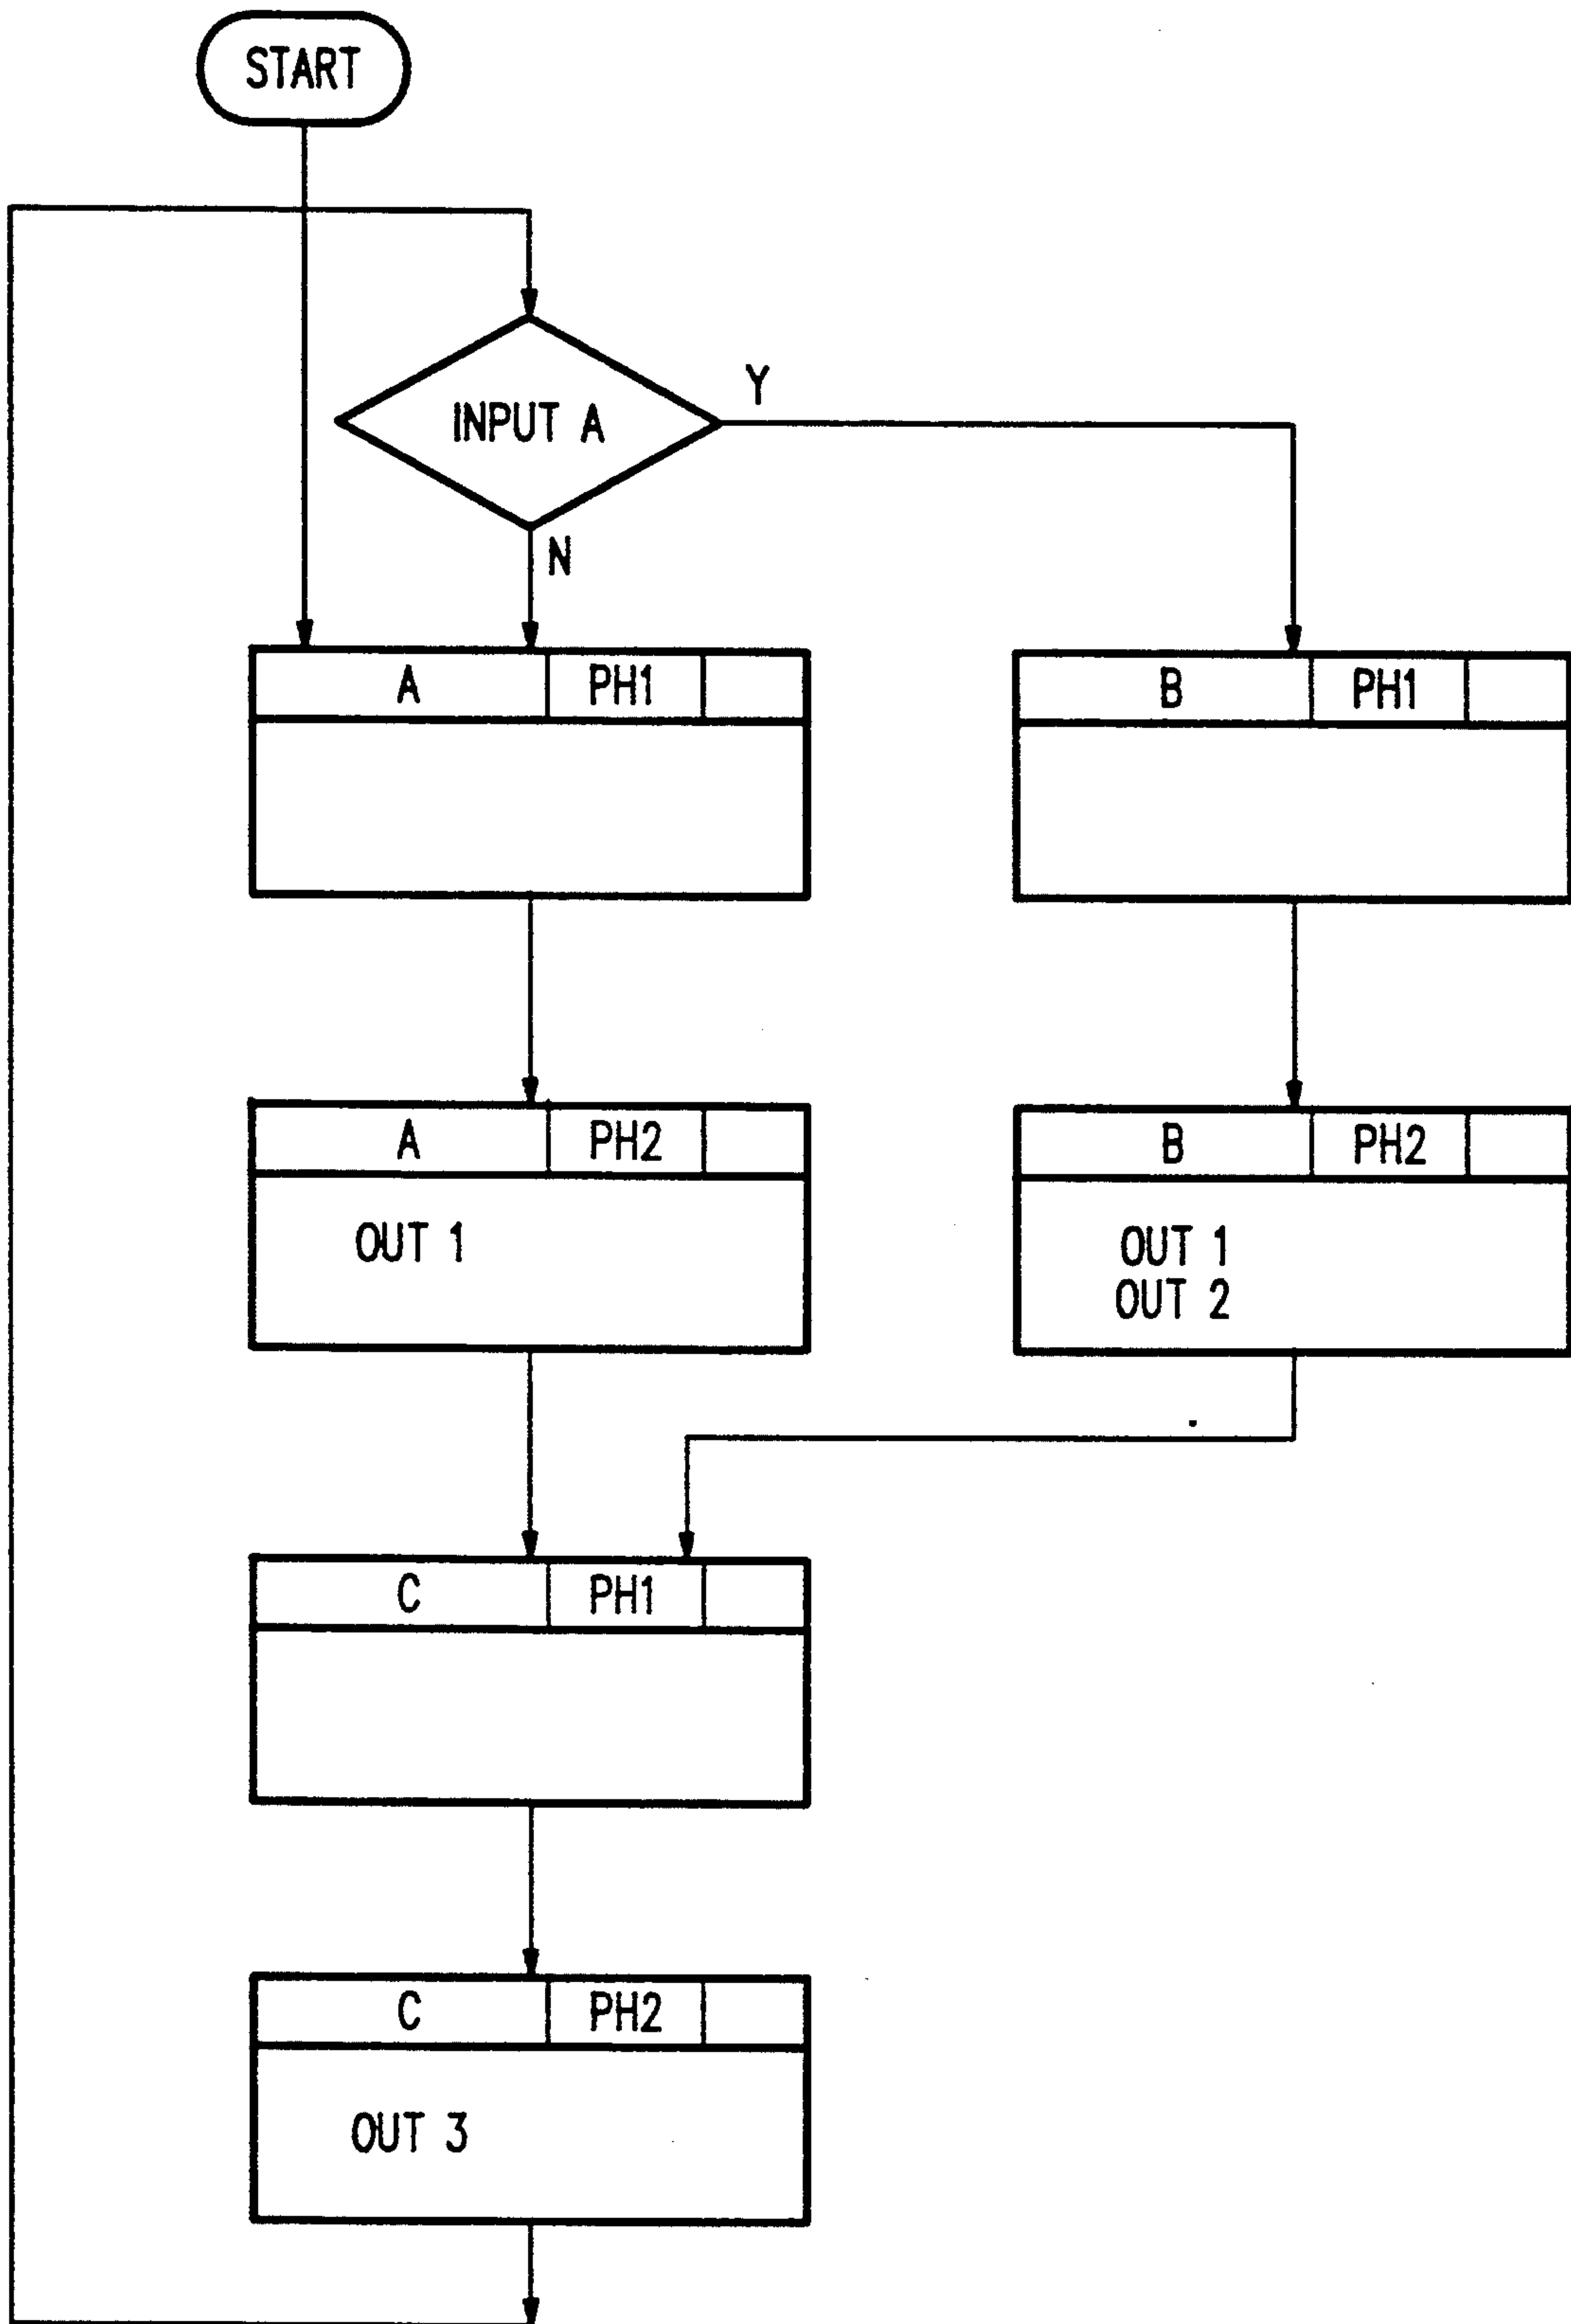 START
INPUT A
Y
N
A PH1
B PH1
A PH2
OUT 1
B PH2
OUT 1
OUT 2
C PH1
C PH2
OUT 3